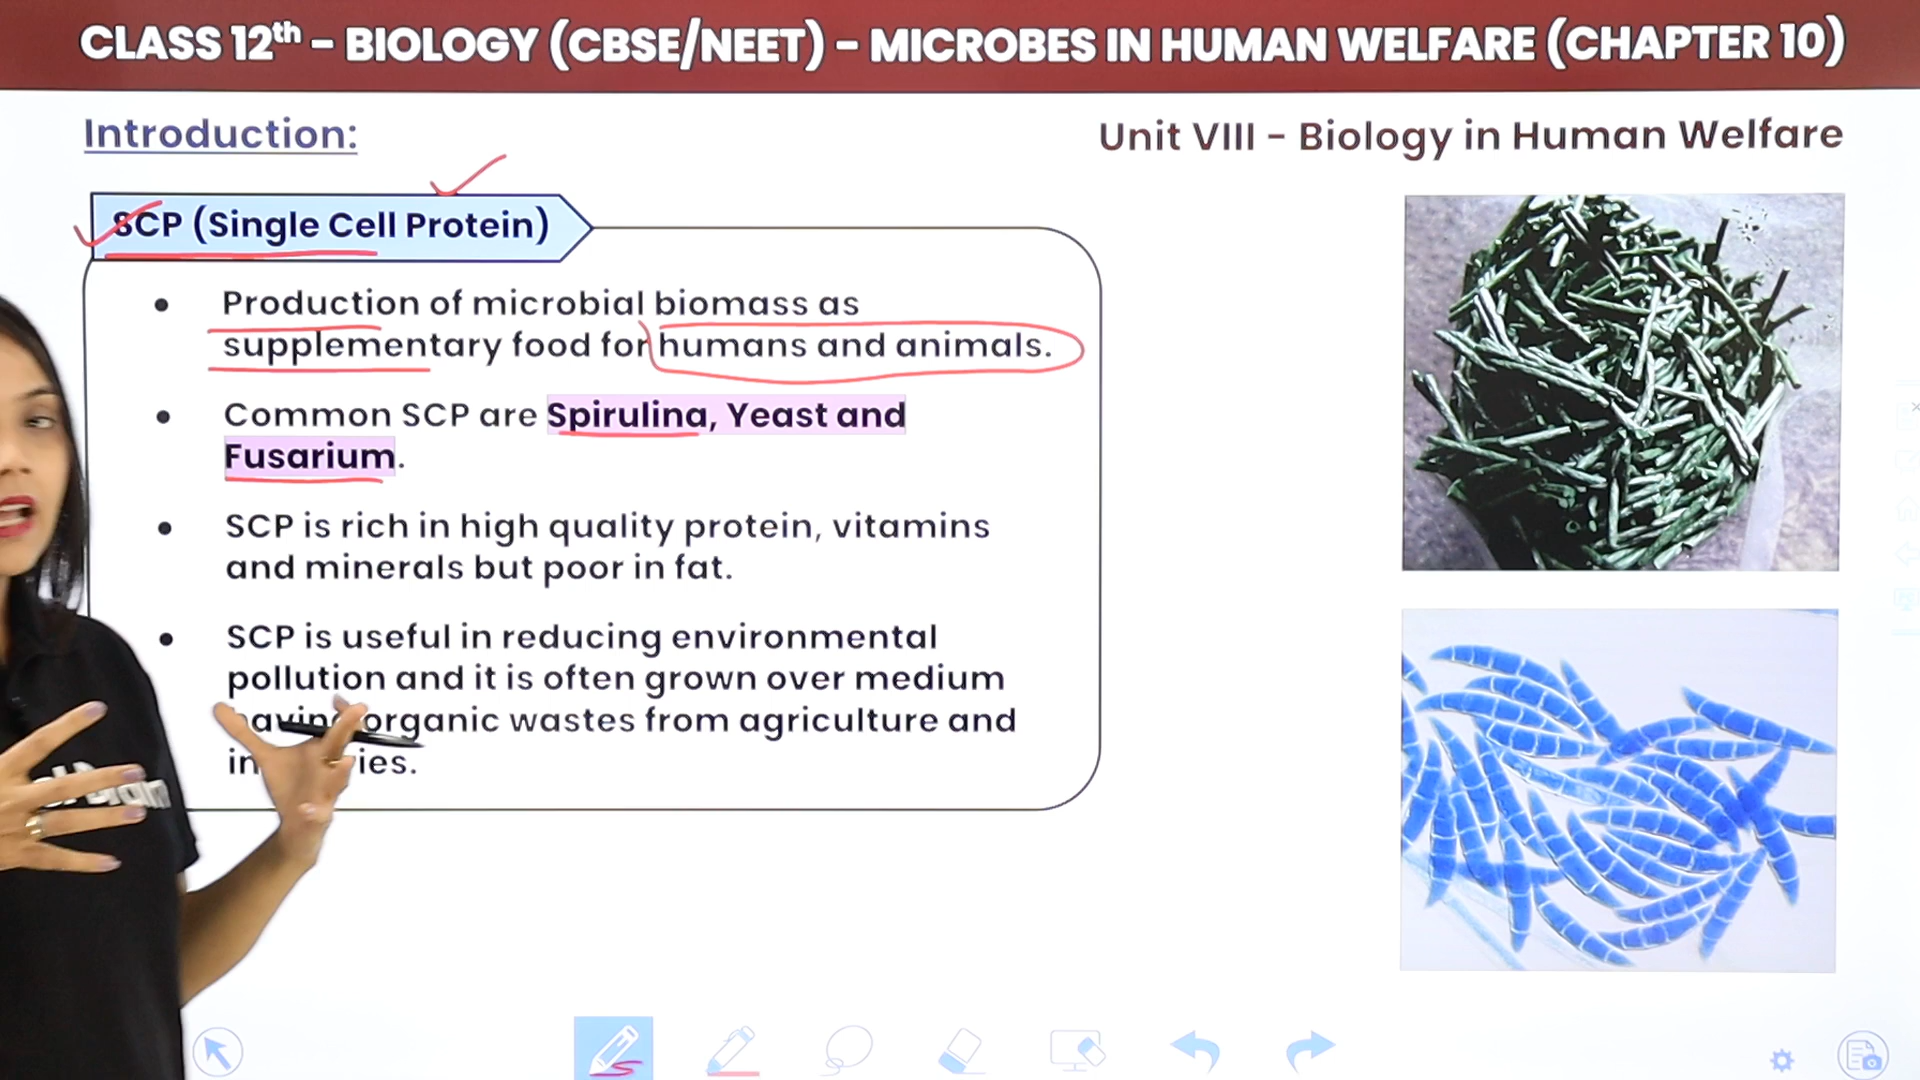 CLASS 12th - BIOLOGY (CBSE/NEET) - MICROBES IN HUMAN WELFARE (CHAPTER 10)
Introduction:
Unit VIII - Biology in Human Welfare
SCP (Single Cell Protein)
• Production of microbial biomass as
supplementary food for humans and animals.
• Common SCP are Spirulina, Yeast and
Fusarium.
• SCP is rich in high quality protein, vitamins
and minerals but poor in fat.
• SCP is useful in reducing environmental
pollution and it is often grown over medium
having organic wastes from agriculture and